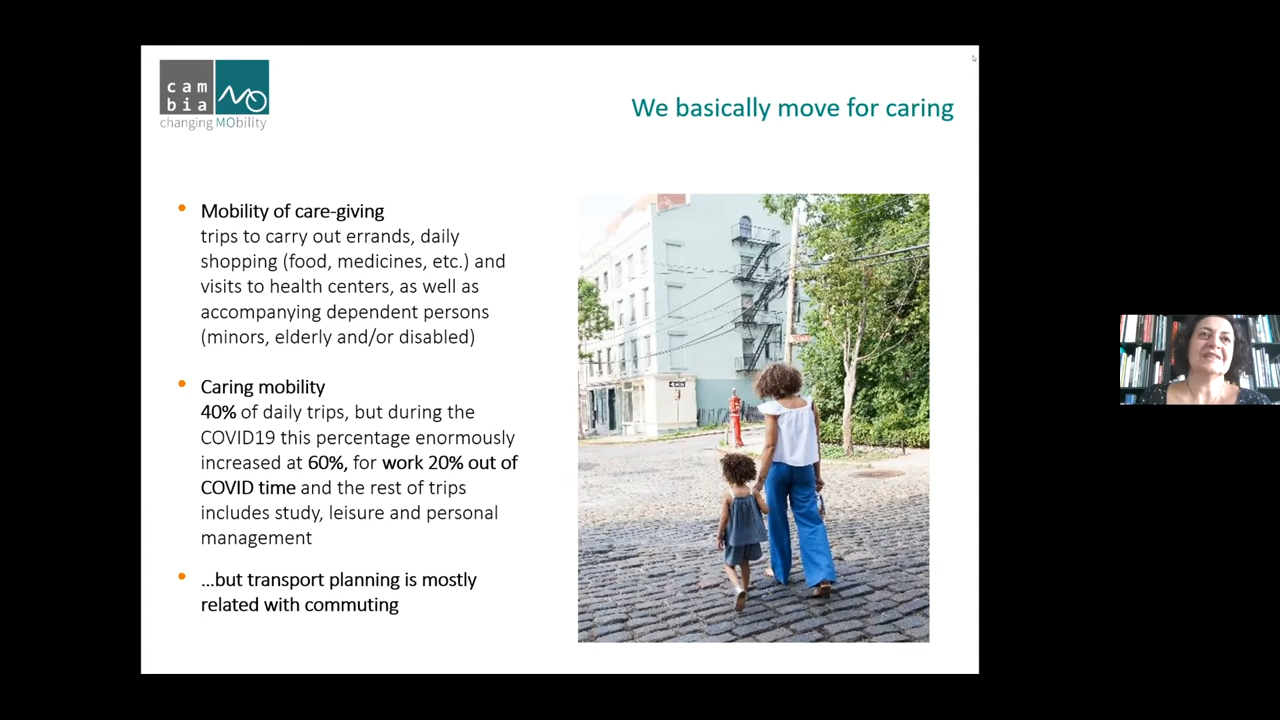 cam
bia
changing MObility
We basically move for caring
• Mobility of care-giving
trips to carry out errands, daily
shopping (food, medicines, etc.) and
visits to health centers, as well as
accompanying dependent persons
(minors, elderly and/or disabled)
• Caring mobility
40% of daily trips, but during the
COVID19 this percentage enormously
increased at 60%, for work 20% out of
COVID time and the rest of trips
includes study, leisure and personal
management
• ...but transport planning is mostly
related with commuting